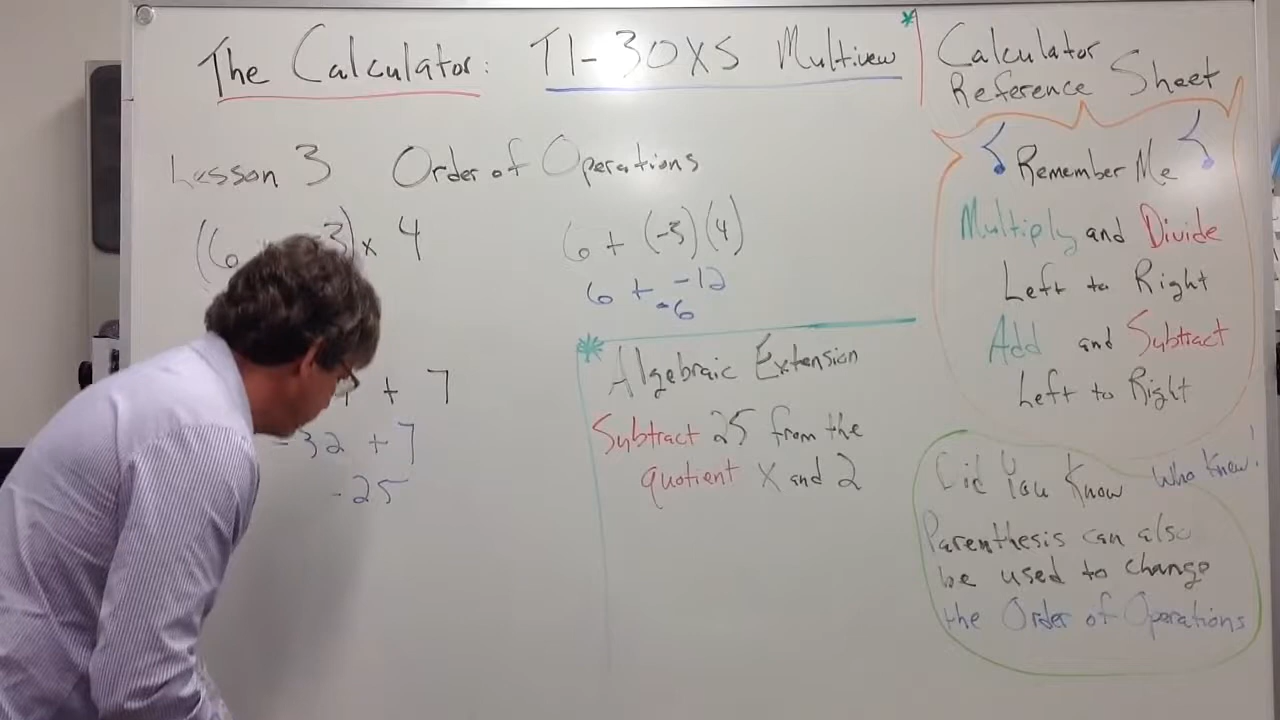 The Calculator: TI-30XS Multivew
Lesson 3 Order of Operations
(6 -3) x 4
+ 7
-32 + 7
-25
6 + (-3)(4)
6 + -12
-6
* Algebraic Extension
Subtract 25 from the
quotient X and 2
* Calculator
Reference Sheet
Remember Me
Multiply and Divide
Left to Right
Add and Subtract
Left to Right
Did You Know Who Knew!
Parenthesis can also
be used to change
the Order of Operations